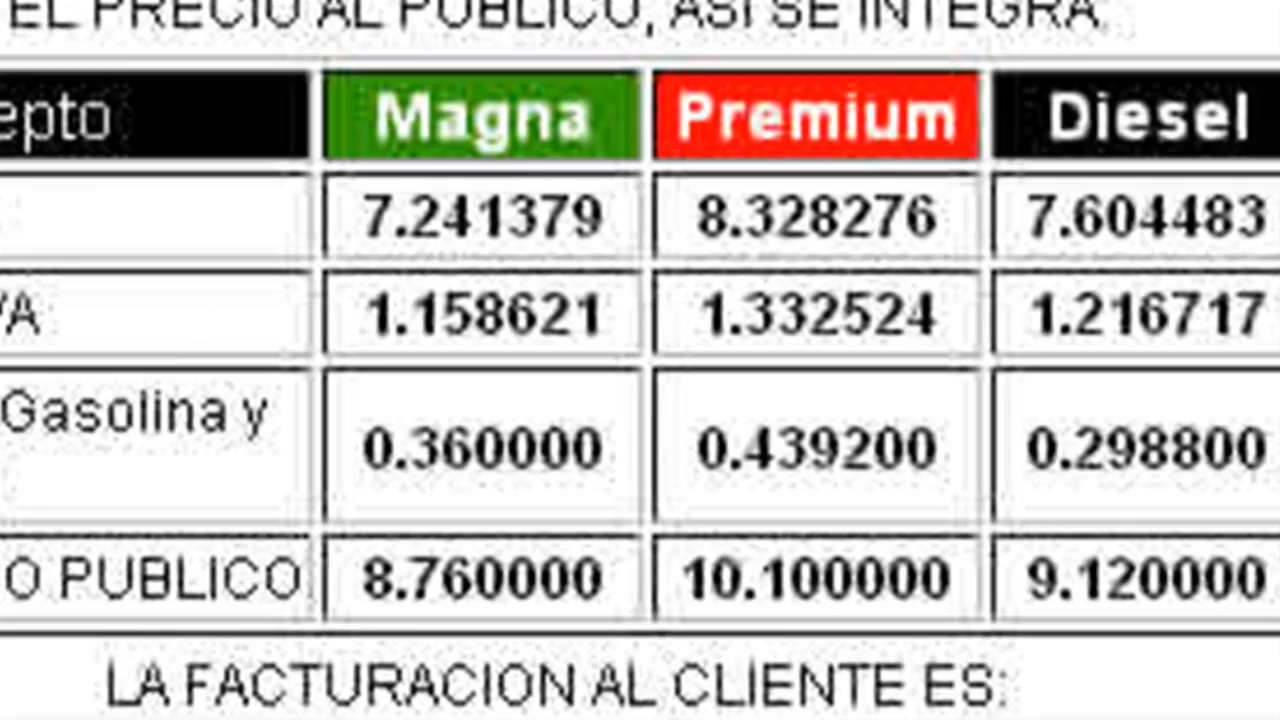 EL PRECIO AL PUBLICO, ASI SE INTEGRA:
epto Magna Premium Diesel
7.241379 8.328276 7.604483
VA 1.158621 1.332524 1.216717
Gasolina y
0.360000 0.439200 0.298800
O PUBLICO 8.760000 10.100000 9.120000
LA FACTURACION AL CLIENTE ES: